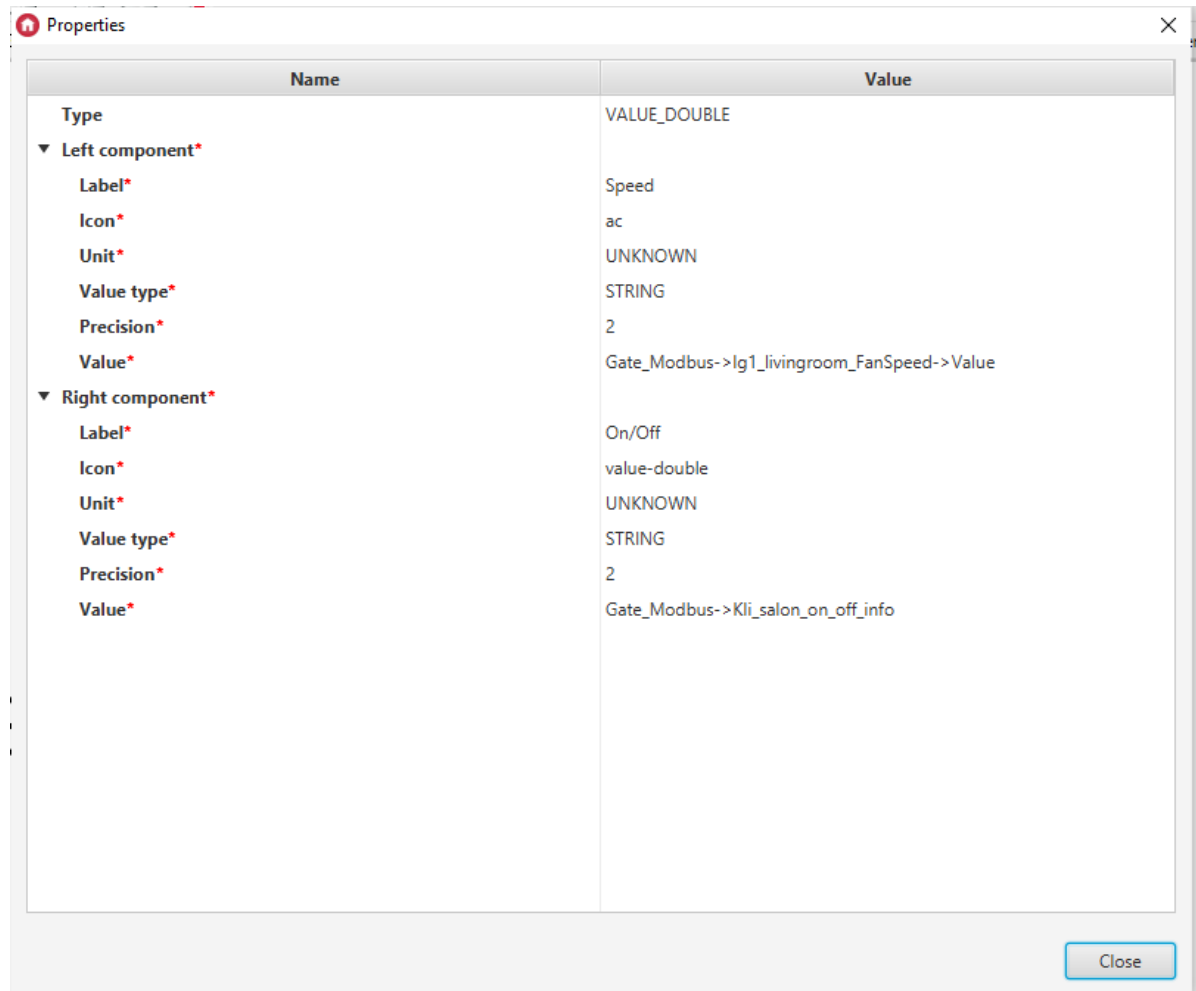 Properties
Name Value
Type VALUE_DOUBLE
Left component*
Label* Speed
Icon* ac
Unit* UNKNOWN
Value type* STRING
Precision* 2
Value* Gate_Modbus->lg1_livingroom_FanSpeed->Value
Right component*
Label* On/Off
Icon* value-double
Unit* UNKNOWN
Value type* STRING
Precision* 2
Value* Gate_Modbus->Kli_salon_on_off_info
Close